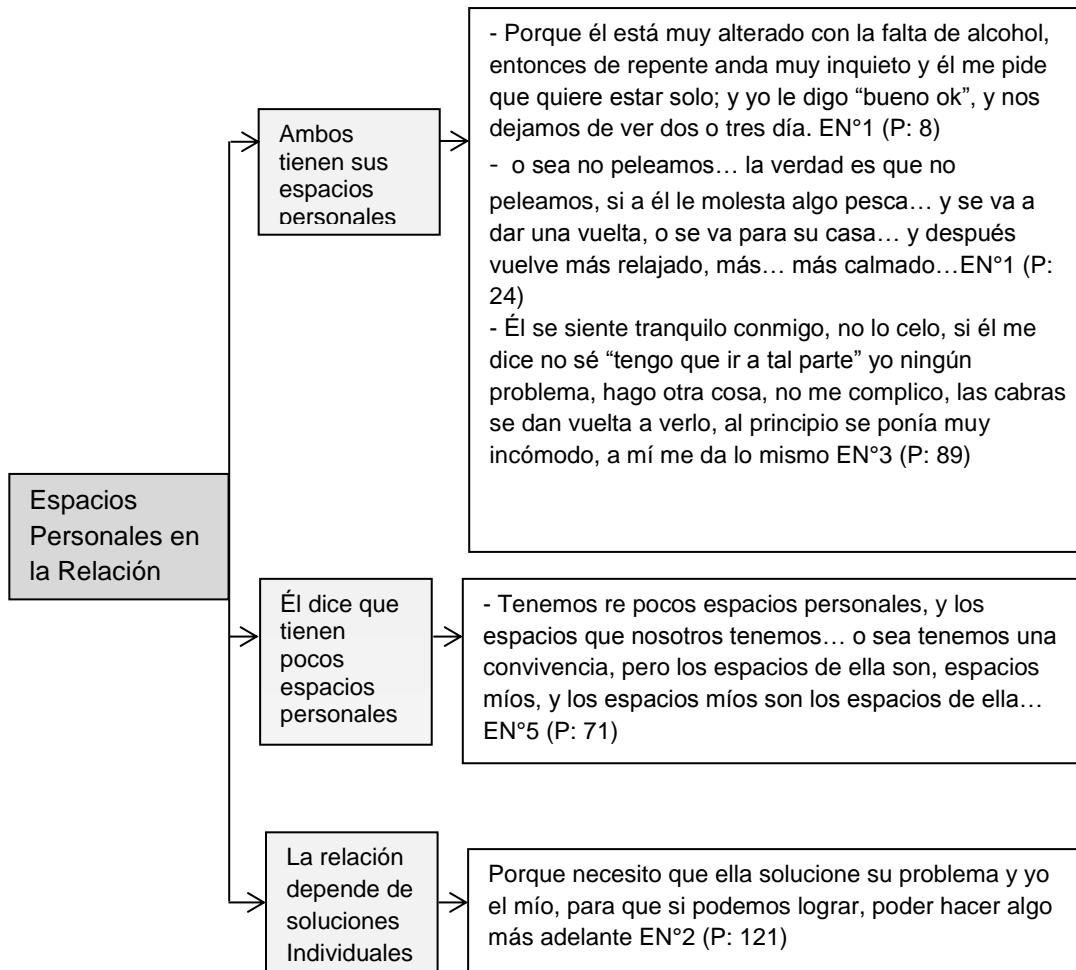 Espacios
Personales en
la Relación
Ambos
tienen sus
espacios
personales
- Porque él está muy alterado con la falta de alcohol,
entonces de repente anda muy inquieto y él me pide
que quiere estar solo; y yo le digo “bueno ok”, y nos
dejamos de ver dos o tres día. EN°1 (P: 8)
- o sea no peleamos… la verdad es que no
peleamos, si a él le molesta algo pesca… y se va a
dar una vuelta, o se va para su casa… y después
vuelve más relajado, más… más calmado…EN°1 (P:
24)
- Él se siente tranquilo conmigo, no lo celo, si él me
dice no sé “tengo que ir a tal parte” yo ningún
problema, hago otra cosa, no me complico, las cabras
se dan vuelta a verlo, al principio se ponía muy
incómodo, a mí me da lo mismo EN°3 (P: 89)
Él dice que
tienen
pocos
espacios
personales
- Tenemos re pocos espacios personales, y los
espacios que nosotros tenemos… o sea tenemos una
convivencia, pero los espacios de ella son, espacios
míos, y los espacios míos son los espacios de ella…
EN°5 (P: 71)
La relación
depende de
soluciones
Individuales
Porque necesito que ella solucione su problema y yo
el mío, para que si podemos lograr, poder hacer algo
más adelante EN°2 (P: 121)